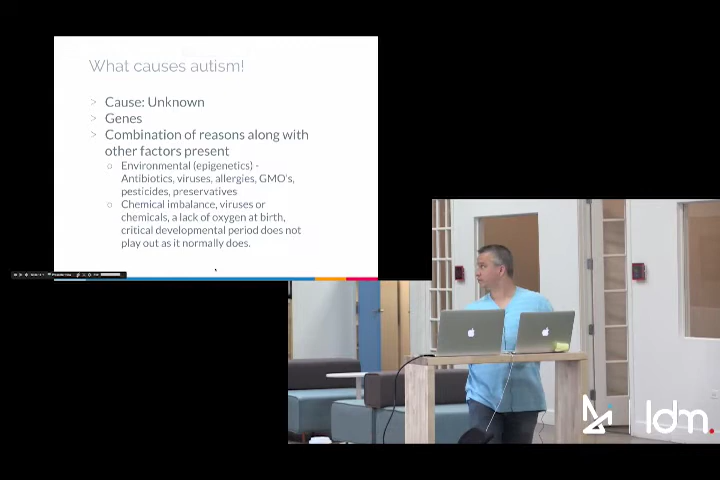 What causes autism!
> Cause: Unknown
> Genes
> Combination of reasons along with
other factors present
○ Environmental (epigenetics) -
Antibiotics, viruses, allergies, GMO's,
pesticides, preservatives
○ Chemical imbalance, viruses or
chemicals, a lack of oxygen at birth,
critical developmental period does not
play out as it normally does.
ldm.